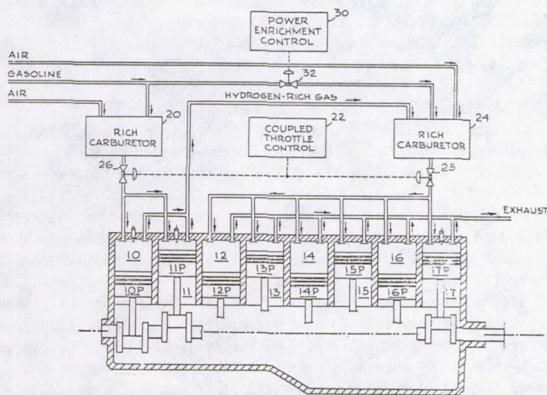 30
POWER
ENRICHMENT
CONTROL
AIR
GASOLINE
32
AIR
HYDROGEN-RICH GAS
20
22
24
RICH
CARBURETOR
COUPLED
THROTTLE
CONTROL
RICH
CARBURETOR
26
25
EXHAUST
10
11P
12
13P
14
15P
16
17P
10P
11
12P
13
14P
15
16P
17